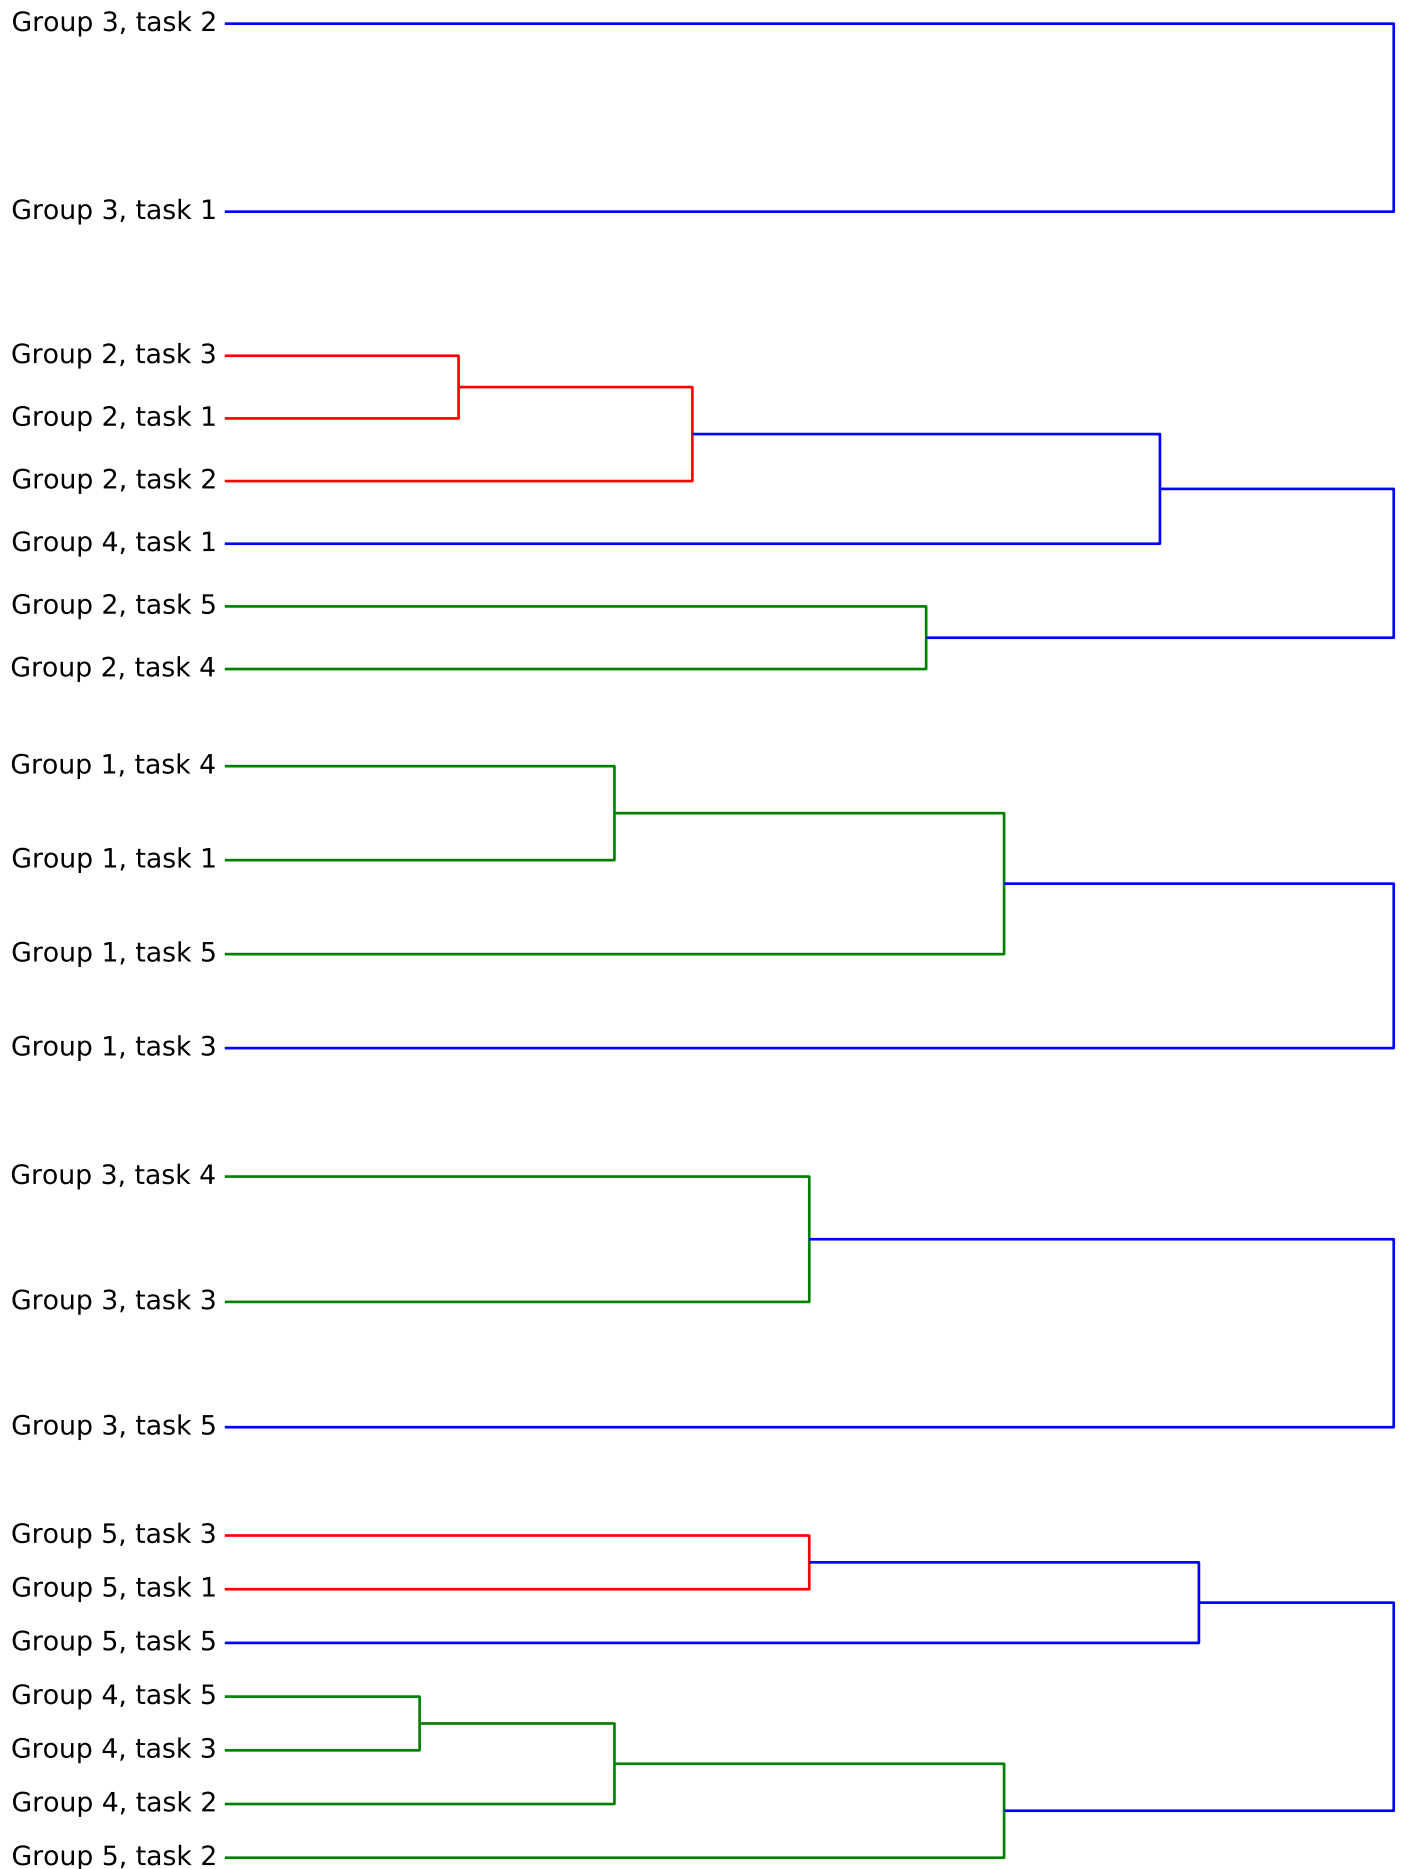 Group 3, task 2
Group 3, task 1
Group 2, task 3
Group 2, task 1
Group 2, task 2
Group 4, task 1
Group 2, task 5
Group 2, task 4
Group 1, task 4
Group 1, task 1
Group 1, task 5
Group 1, task 3
Group 3, task 4
Group 3, task 3
Group 3, task 5
Group 5, task 3
Group 5, task 1
Group 5, task 5
Group 4, task 5
Group 4, task 3
Group 4, task 2
Group 5, task 2